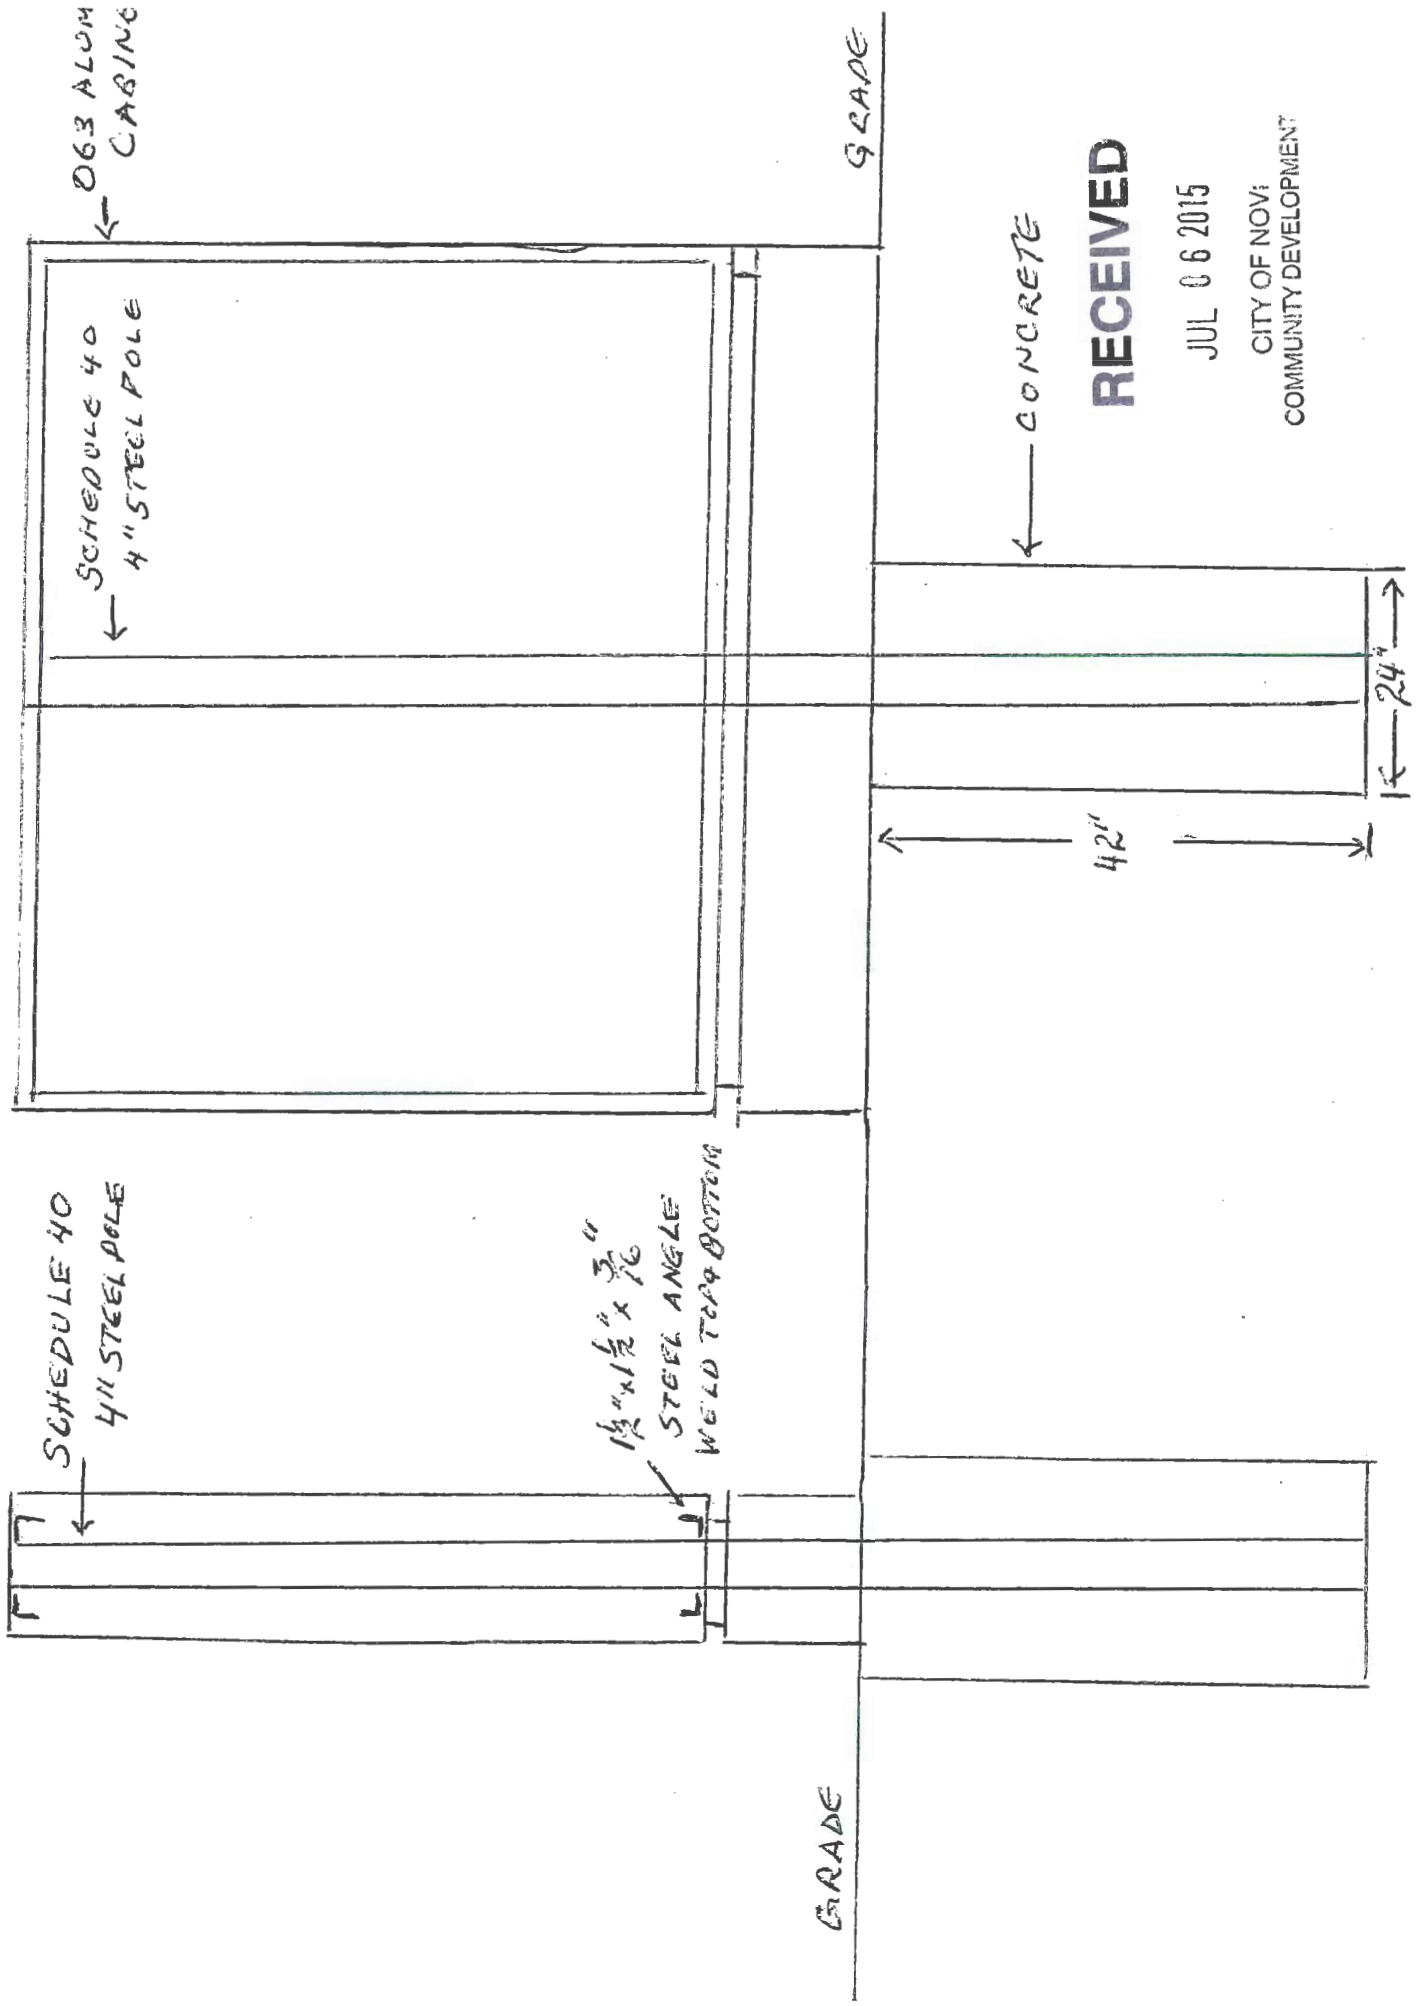 SCHEDULE 40
4" STEEL POLE
1½" x 1½" x 3/16"
STEEL ANGLE
WELD TOP & BOTTOM
GRADE
SCHEDULE 40
4" STEEL POLE
063 ALUM
CABINE
GRADE
CONCRETE
42"
24"
RECEIVED
JUL 06 2015
CITY OF NOVI
COMMUNITY DEVELOPMENT